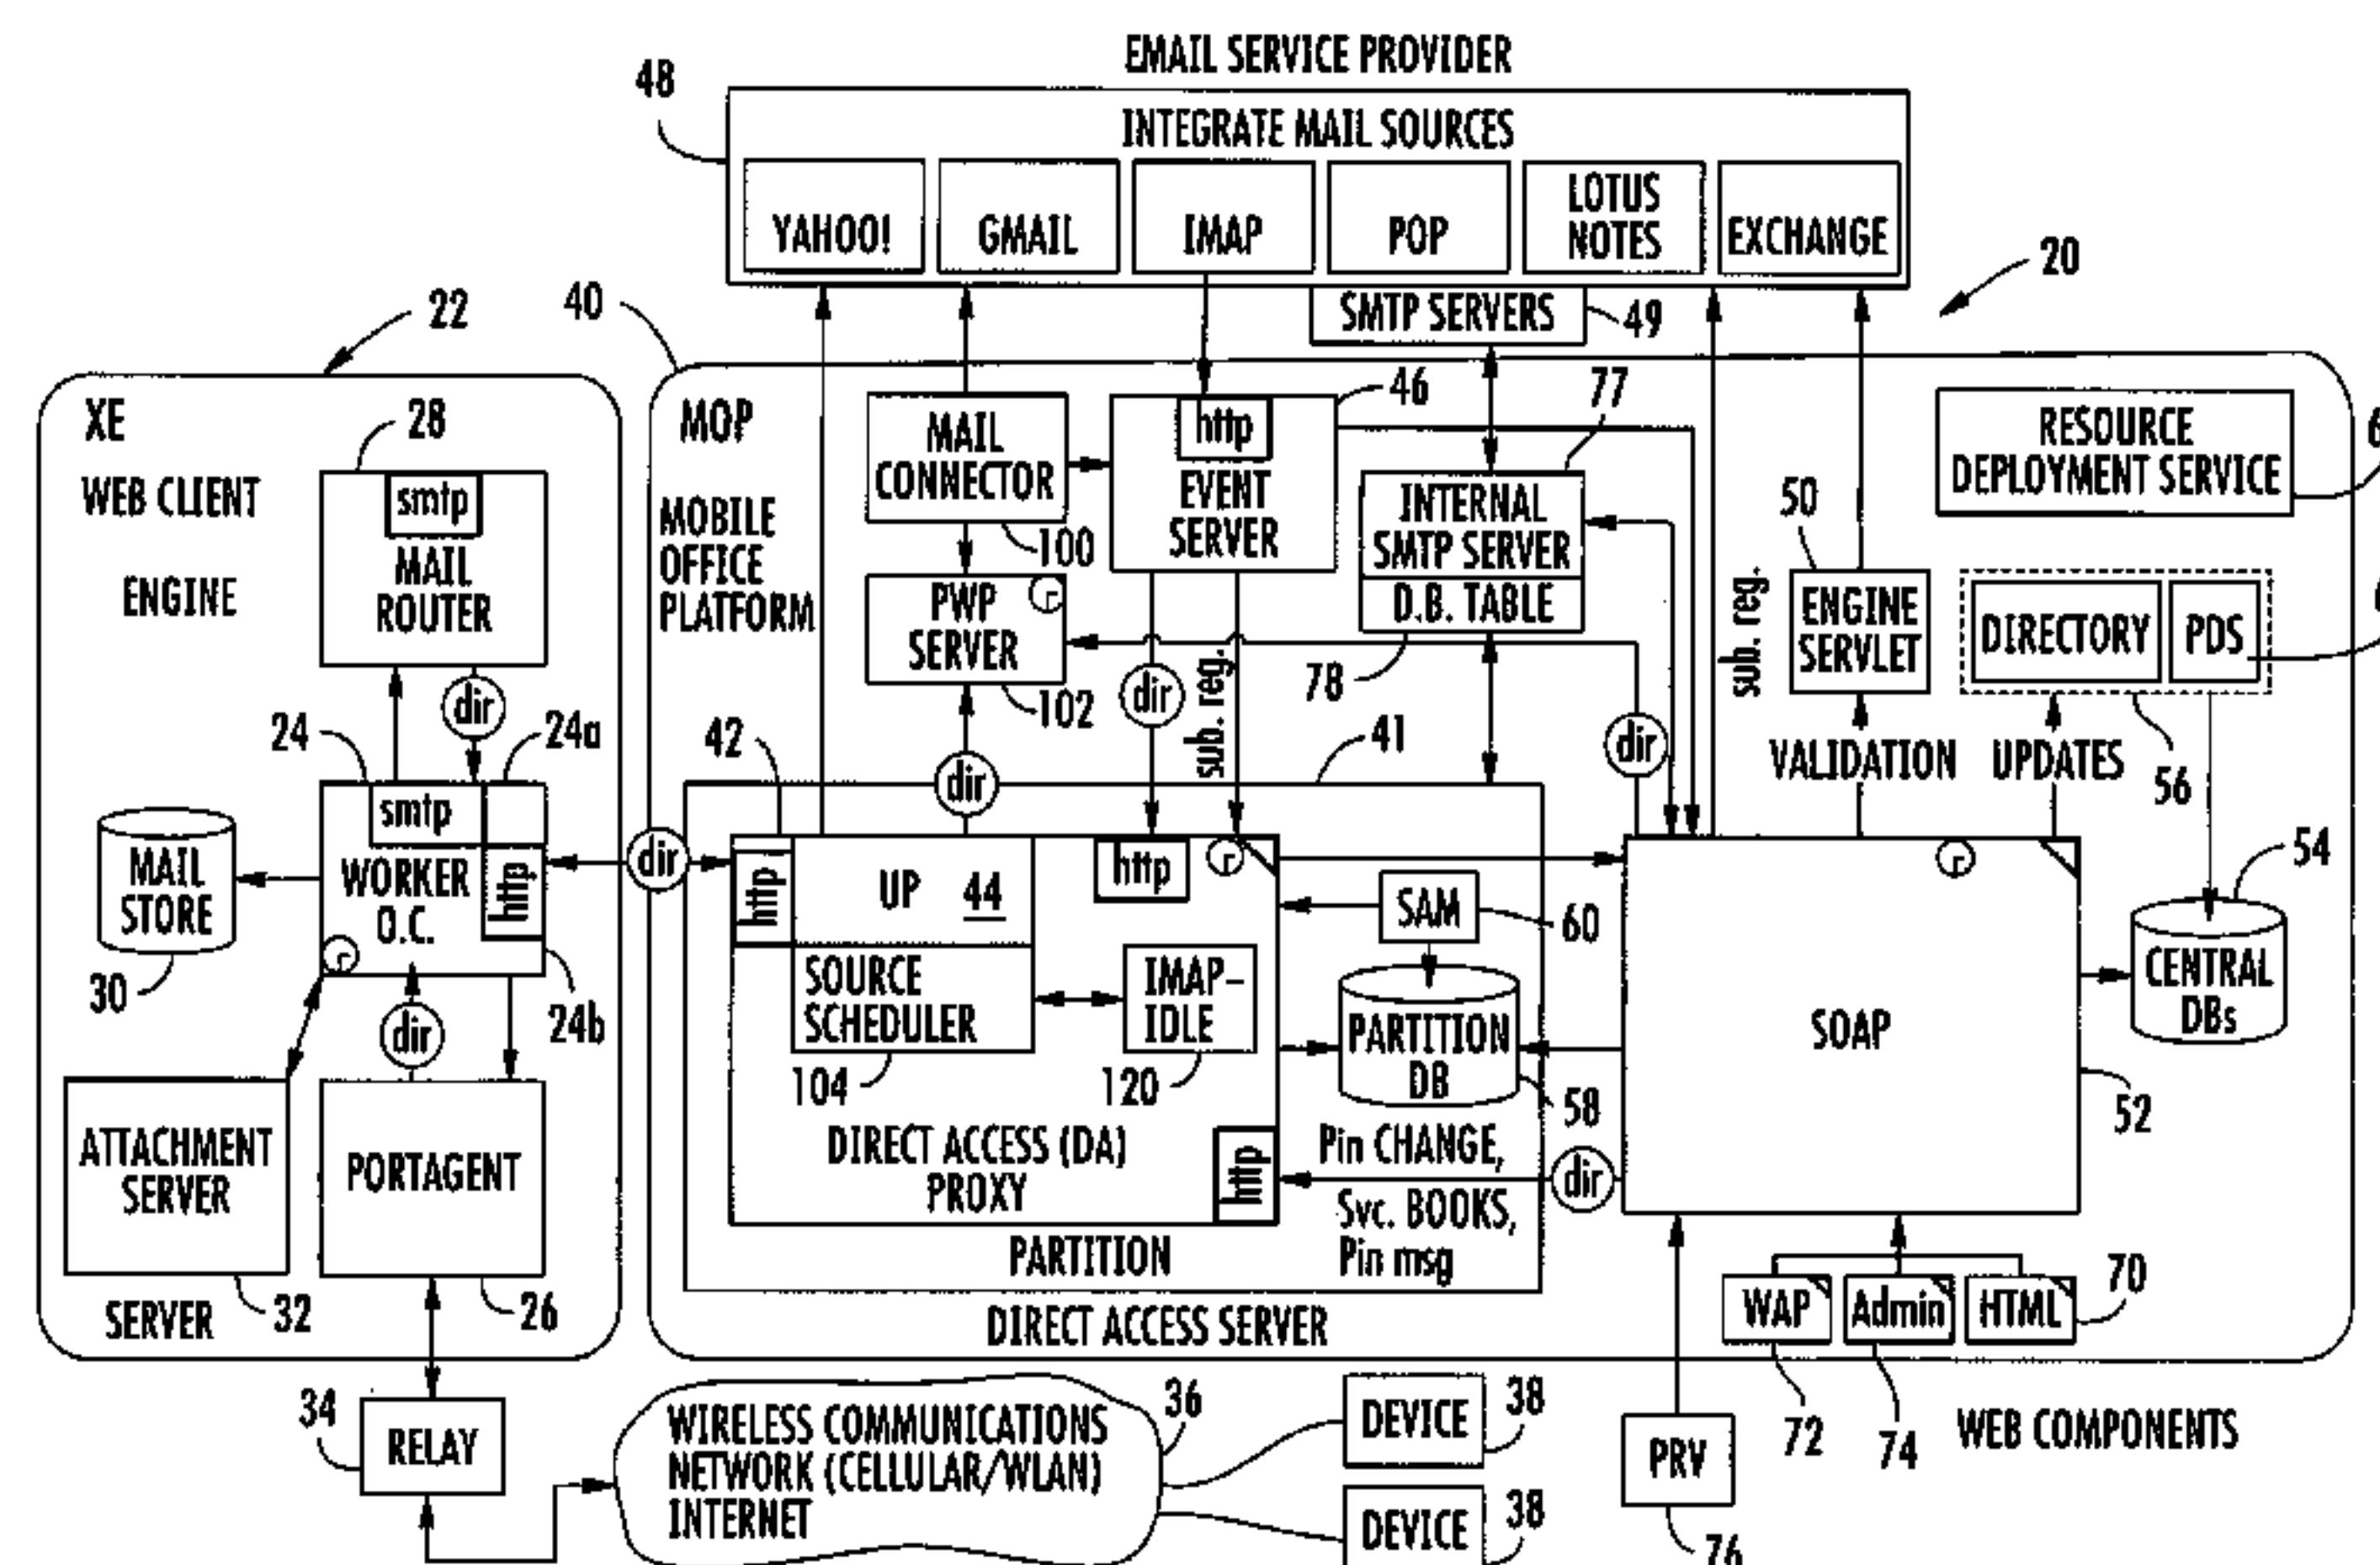 EMAIL SERVICE PROVIDER
48
INTEGRATE MAIL SOURCES
YAHOO!
GMAIL
IMAP
POP
LOTUS
NOTES
EXCHANGE
20
SMTP SERVERS
49
22
XE
WEB CLIENT
ENGINE
28
smtp
MAIL
ROUTER
dir
24
24a
smtp
http
WORKER
O.C.
r
24b
MAIL
STORE
30
dir
ATTACHMENT
SERVER
32
PORTAGENT
26
SERVER
34
RELAY
40
MOP
MOBILE
OFFICE
PLATFORM
MAIL
CONNECTOR
100
http
EVENT
SERVER
46
77
INTERNAL
SMTP SERVER
D.B. TABLE
78
PWP
SERVER
r
102
dir
sub. reg.
dir
dir
sub. reg.
50
ENGINE
SERVLET
RESOURCE
DEPLOYMENT SERVICE
DIRECTORY
PDS
56
VALIDATION
UPDATES
42
41
dir
http
UP 44
http
r
SOURCE
SCHEDULER
104
IMAP-
IDLE
120
SAM
60
PARTITION
DB
58
DIRECT ACCESS (DA)
PROXY
http
Pin CHANGE,
dir
Svc. BOOKS,
Pin msg
PARTITION
DIRECT ACCESS SERVER
r
SOAP
52
54
CENTRAL
DBs
WAP
Admin
HTML
70
72
74
WEB COMPONENTS
PRV
76
WIRELESS COMMUNICATIONS
NETWORK (CELLULAR/WLAN)
INTERNET
36
DEVICE
38
DEVICE
38